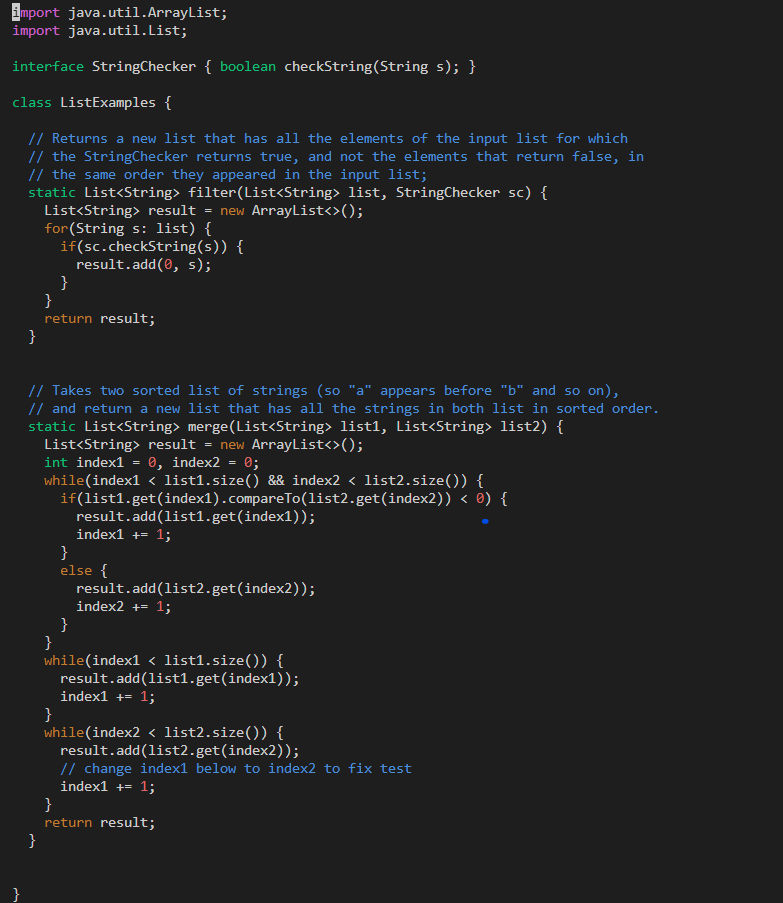 import java.util.ArrayList;
import java.util.List;

interface StringChecker { boolean checkString(String s); }

class ListExamples {

  // Returns a new list that has all the elements of the input list for which
  // the StringChecker returns true, and not the elements that return false, in
  // the same order they appeared in the input list;
  static List<String> filter(List<String> list, StringChecker sc) {
    List<String> result = new ArrayList<>();
    for(String s: list) {
      if(sc.checkString(s)) {
        result.add(0, s);
      }
    }
    return result;
  }


  // Takes two sorted list of strings (so "a" appears before "b" and so on),
  // and return a new list that has all the strings in both list in sorted order.
  static List<String> merge(List<String> list1, List<String> list2) {
    List<String> result = new ArrayList<>();
    int index1 = 0, index2 = 0;
    while(index1 < list1.size() && index2 < list2.size()) {
      if(list1.get(index1).compareTo(list2.get(index2)) < 0) {
        result.add(list1.get(index1));
        index1 += 1;
      }
      else {
        result.add(list2.get(index2));
        index2 += 1;
      }
    }
    while(index1 < list1.size()) {
      result.add(list1.get(index1));
      index1 += 1;
    }
    while(index2 < list2.size()) {
      result.add(list2.get(index2));
      // change index1 below to index2 to fix test
      index1 += 1;
    }
    return result;
  }


}